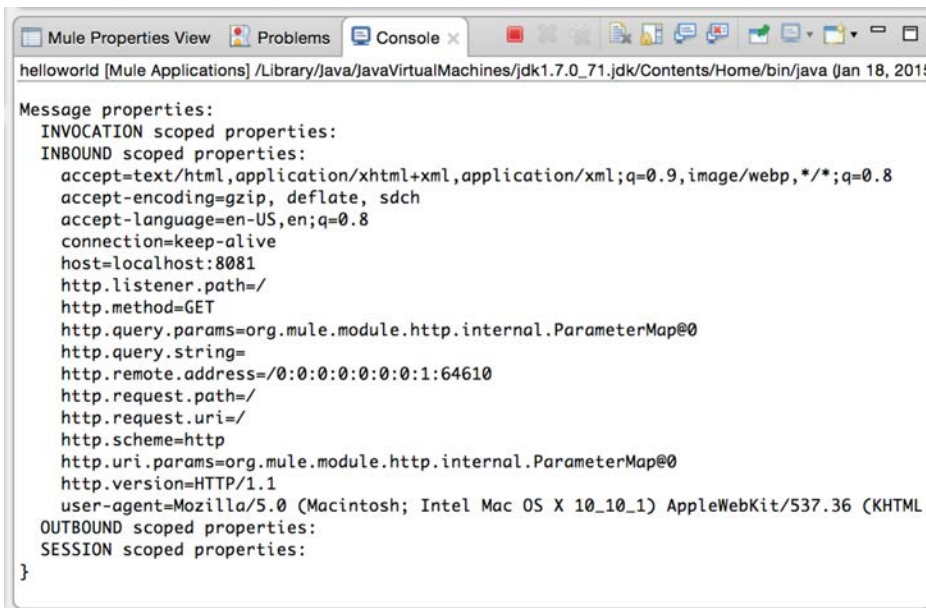 Mule Properties View Problems Console
helloworld [Mule Applications] /Library/Java/JavaVirtualMachines/jdk1.7.0_71.jdk/Contents/Home/bin/java (Jan 18, 2015
Message properties:
INVOCATION scoped properties:
INBOUND scoped properties:
accept=text/html,application/xhtml+xml,application/xml;q=0.9,image/webp,*/*;q=0.8
accept-encoding=gzip, deflate, sdch
accept-language=en-US,en;q=0.8
connection=keep-alive
host=localhost:8081
http.listener.path=/
http.method=GET
http.query.params=org.mule.module.http.internal.ParameterMap@0
http.query.string=
http.remote.address=/0:0:0:0:0:0:0:1:64610
http.request.path=/
http.request.uri=/
http.scheme=http
http.uri.params=org.mule.module.http.internal.ParameterMap@0
http.version=HTTP/1.1
user-agent=Mozilla/5.0 (Macintosh; Intel Mac OS X 10_10_1) AppleWebKit/537.36 (KHTML
OUTBOUND scoped properties:
SESSION scoped properties:
}